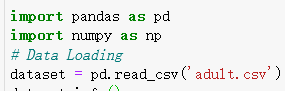 import pandas as pd
import numpy as np
# Data Loading
dataset = pd.read_csv('adult.csv')